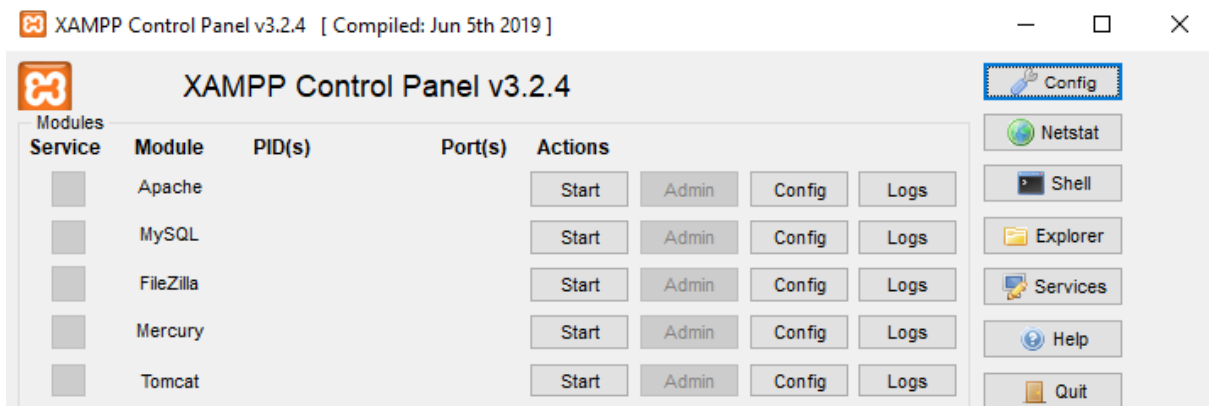 XAMPP Control Panel v3.2.4 [ Compiled: Jun 5th 2019 ]
XAMPP Control Panel v3.2.4
Config
Modules
Netstat
Service Module PID(s) Port(s) Actions
Apache Start Admin Config Logs
Shell
MySQL Start Admin Config Logs
Explorer
FileZilla Start Admin Config Logs
Services
Mercury Start Admin Config Logs
Help
Tomcat Start Admin Config Logs
Quit